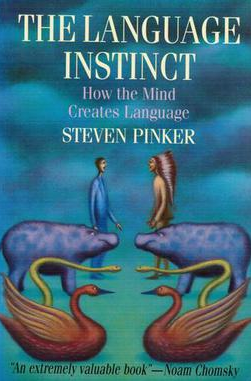 THE LANGUAGE
INSTINCT
How the Mind
Creates Language
STEVEN PINKER
"An extremely valuable book"—Noam Chomsky